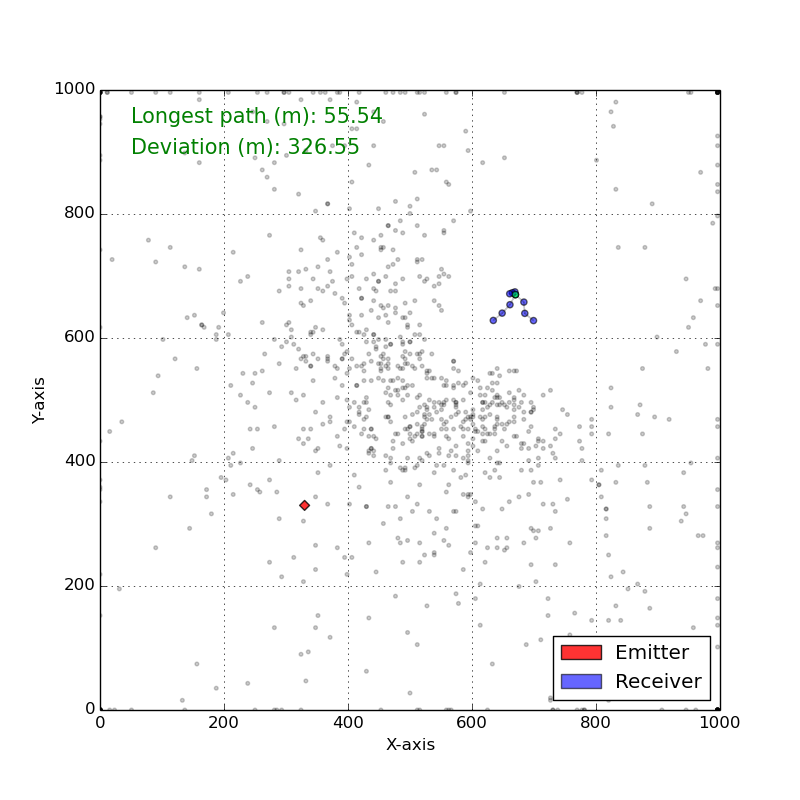 1000
Longest path (m): 55.54
Deviation (m): 326.55
800
600
Y-axis
400
200
Emitter
Receiver
0
0 200 400 600 800 1000
X-axis